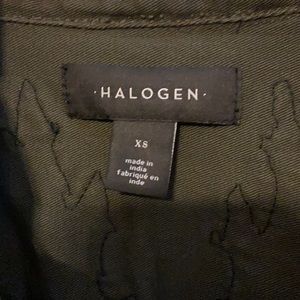 ·HALOGEN·
XS
made in
india
fabriqué en
inde